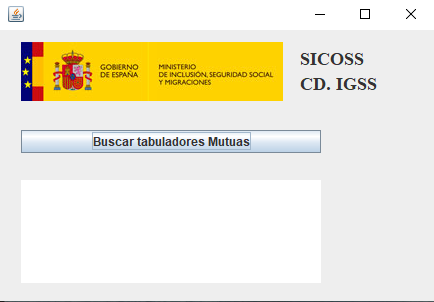 GOBIERNO
DE ESPAÑA
MINISTERIO
DE INCLUSIÓN, SEGURIDAD SOCIAL
Y MIGRACIONES
SICOSS
CD. IGSS
Buscar tabuladores Mutuas